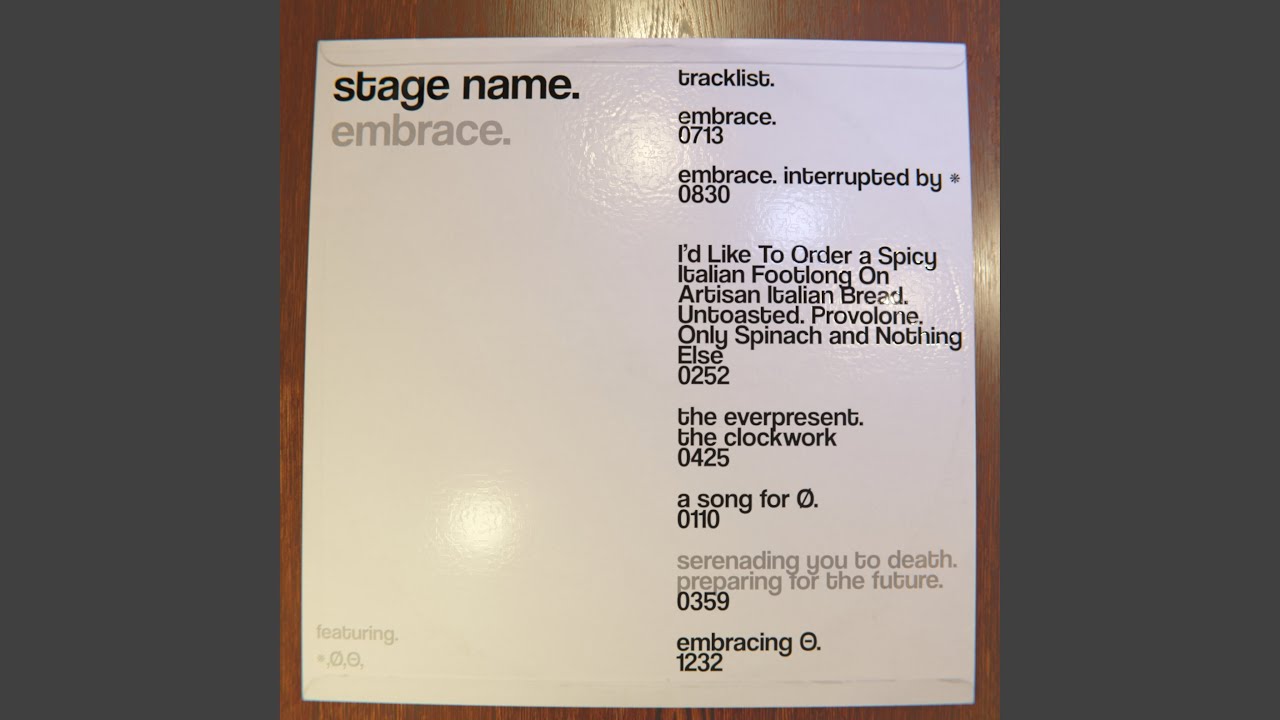 stage name.
embrace.
tracklist.
embrace.
0713
embrace. interrupted by *
0830
I'd Like To Order a Spicy
Italian Footlong On
Artisan Italian Bread.
Untoasted. Provolone.
Only Spinach and Nothing
Else
0252
the everpresent.
the clockwork
0425
a song for Ø.
0110
serenading you to death.
preparing for the future.
0359
embracing Θ.
1232
featuring.
*,Ø,Θ,